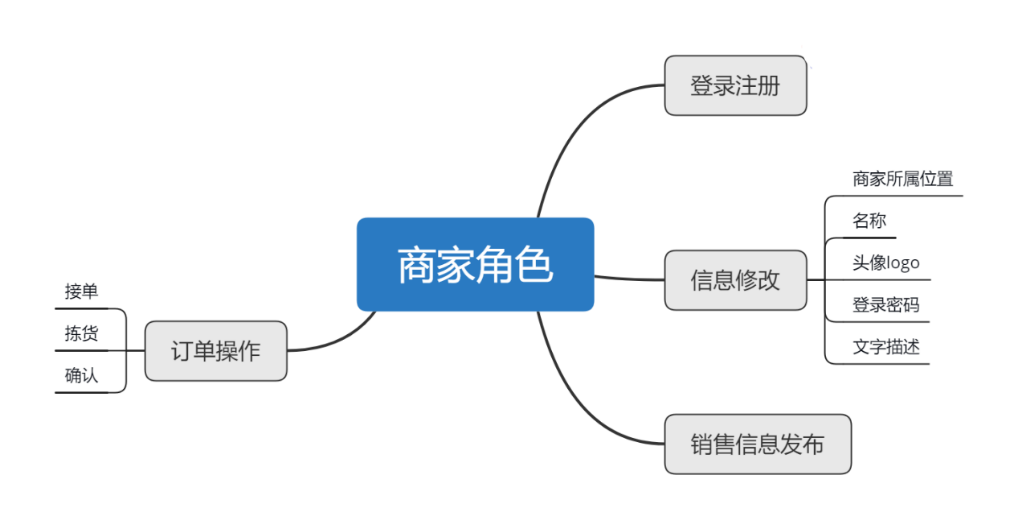 商家角色
登录注册
信息修改
商家所属位置
名称
头像logo
登录密码
文字描述
销售信息发布
订单操作
接单
拣货
确认